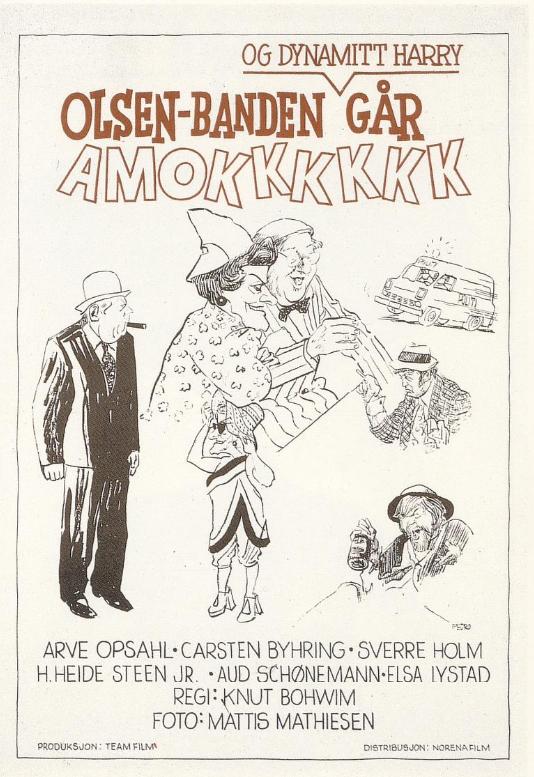 OG DYNAMITT HARRY
OLSEN-BANDEN GÅR
AMOKKKKKK
PEDRO
ARVE OPSAHL • CARSTEN BYHRING • SVERRE HOLM
H. HEIDE STEEN JR. • AUD SCHØNEMANN • ELSA LYSTAD
REGI: KNUT BOHWIM
FOTO: MATTIS MATHIESEN
PRODUKSJON: TEAM FILM
DISTRIBUSJON: NORENAFILM